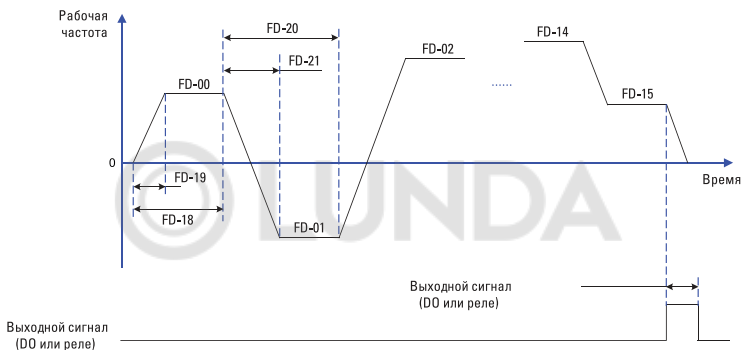 Рабочая
частота
FD-20
FD-21
FD-00
FD-02
FD-14
FD-15
......
0
Время
FD-19
FD-18
FD-01
LUNDA
Выходной сигнал
(DO или реле)
Выходной сигнал
(DO или реле)